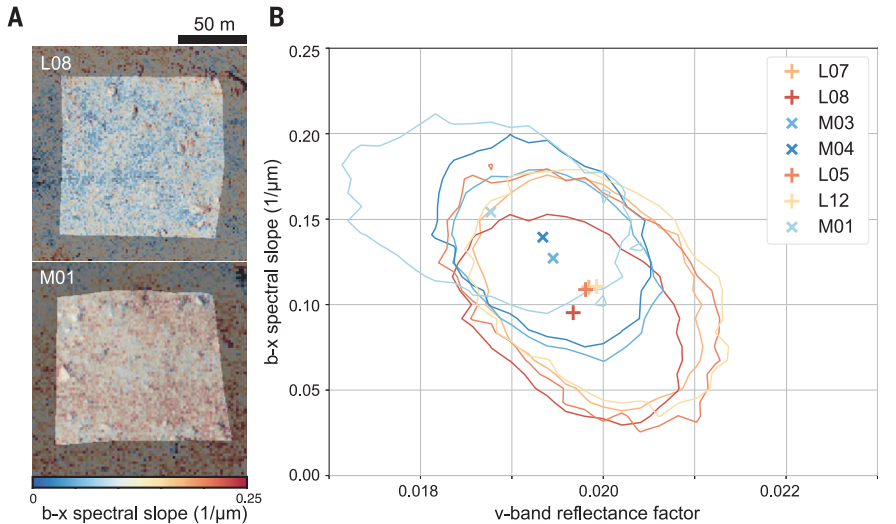 A
50 m
L08
M01
0
0.25
b-x spectral slope (1/μm)
B
0.25
0.20
0.15
0.10
0.05
0.00
b-x spectral slope (1/μm)
0.018
0.020
0.022
v-band reflectance factor
L07
L08
M03
M04
L05
L12
M01